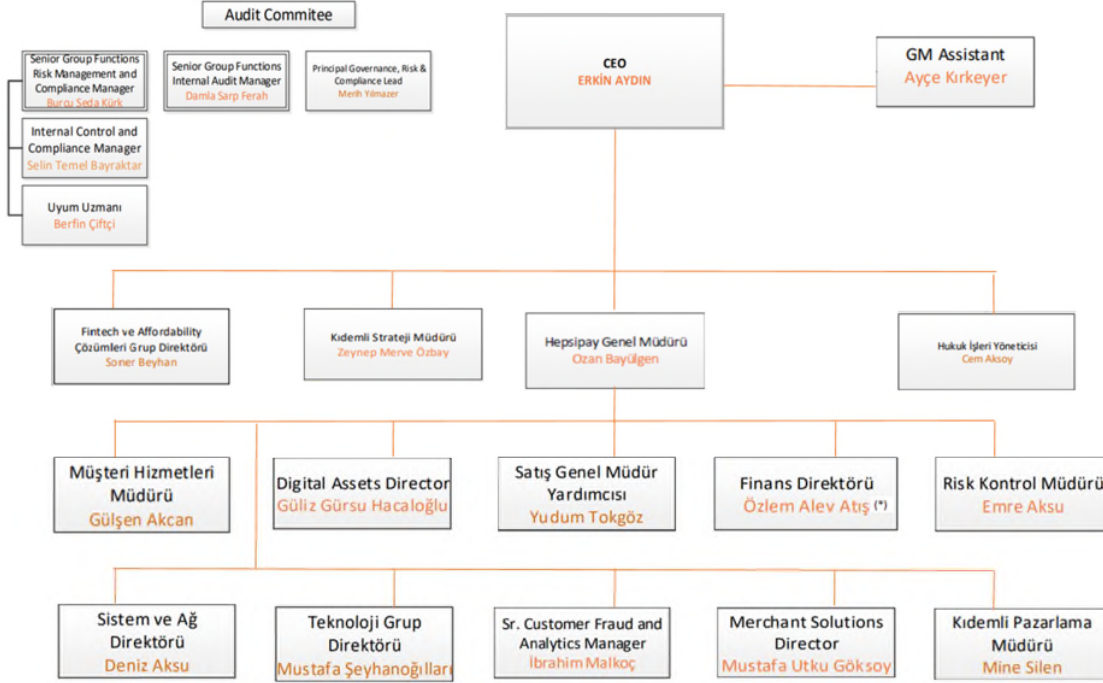 Audit Commitee
Senior Group Functions
Risk Management and
Compliance Manager
Burcu Seda Kürk
Senior Group Functions
Internal Audit Manager
Damla Sarp Ferah
Principal Governance, Risk &
Compliance Lead
Merih Yılmazer
CEO
ERKİN AYDIN
GM Assistant
Ayçe Kırkeyer
Internal Control and
Compliance Manager
Selin Temel Bayraktar
Uyum Uzmanı
Berfin Çiftçi
Fintech ve Affordability
Çözümleri Grup Direktörü
Soner Beyhan
Kıdemli Strateji Müdürü
Zeynep Merve Özbay
Hepsipay Genel Müdürü
Ozan Bayülgen
Hukuk İşleri Yöneticisi
Cem Aksoy
Müşteri Hizmetleri
Müdürü
Gülşen Akcan
Digital Assets Director
Güliz Gürsu Hacaloğlu
Satış Genel Müdür
Yardımcısı
Yudum Tokgöz
Finans Direktörü
Özlem Alev Atış (*)
Risk Kontrol Müdürü
Emre Aksu
Sistem ve Ağ
Direktörü
Deniz Aksu
Teknoloji Grup
Direktörü
Mustafa Şeyhanoğılları
Sr. Customer Fraud and
Analytics Manager
İbrahim Malkoç
Merchant Solutions
Director
Mustafa Utku Göksoy
Kıdemli Pazarlama
Müdürü
Mine Silen